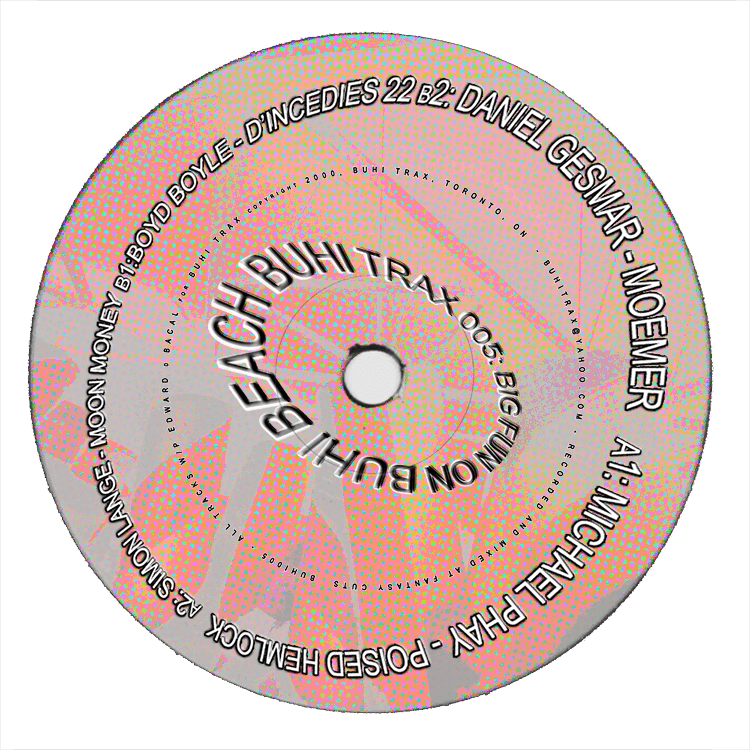 BUHI TRAX 005: BIG FUN ON BUHI BEACH
A1: MICHAEL PHAY - POISED HEMLOCK
A2: SIMON LANGE - MOON MONEY
B1: BOYD BOYLE - D'INCEDIES 22
B2: DANIEL GESMAR - MOEMER
BUHI005 - ALL TRACKS W/P EDWARD O BACAL FOR BUHI TRAX COPYRIGHT 2000, BUHI TRAX, TORONTO, ON - BUHITRAX@YAHOO.COM - RECORDED AND MIXED AT FANTASY CUTS